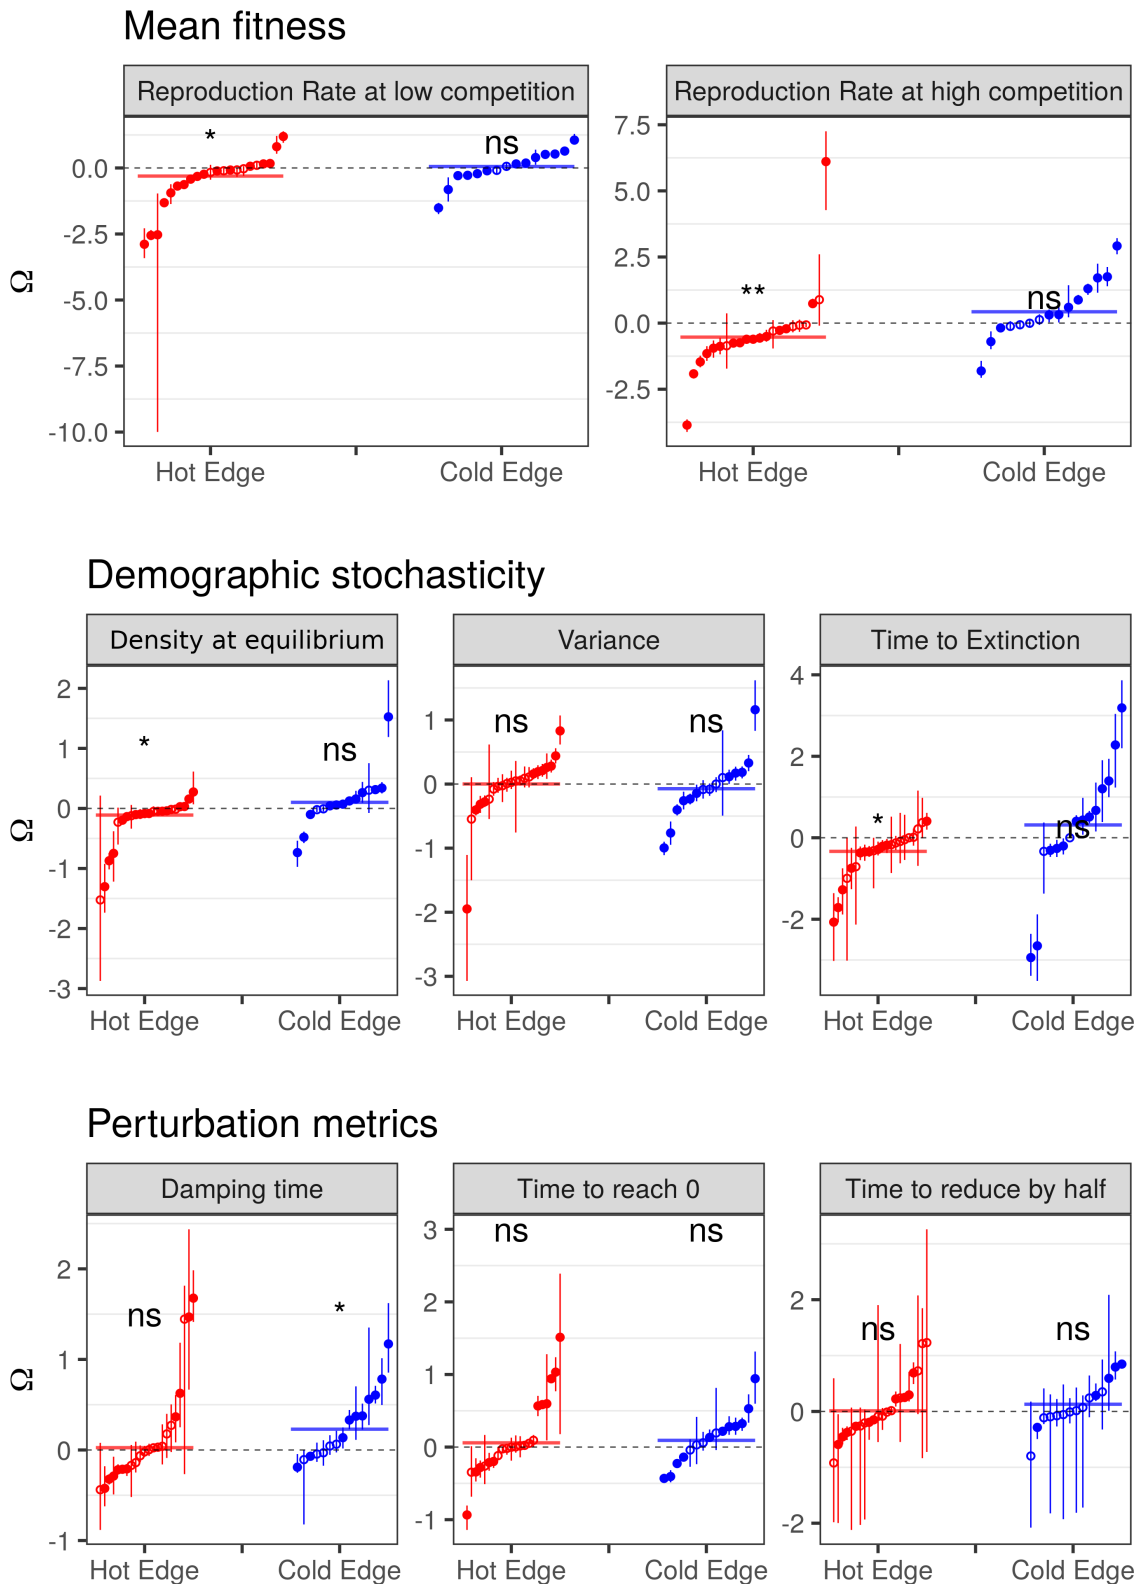 Mean fitness
Reproduction Rate at low competition
Reproduction Rate at high competition
*
ns
**
ns
0.0
-2.5
-5.0
-7.5
-10.0
7.5
5.0
2.5
0.0
-2.5
Ω
Hot Edge
Cold Edge
Hot Edge
Cold Edge
Demographic stochasticity
Density at equilibrium
Variance
Time to Extinction
*
ns
ns
ns
*
ns
2
1
0
-1
-2
-3
1
0
-1
-2
-3
4
2
0
-2
Ω
Hot Edge
Cold Edge
Hot Edge
Cold Edge
Hot Edge
Cold Edge
Perturbation metrics
Damping time
Time to reach 0
Time to reduce by half
ns
*
ns
ns
ns
ns
2
1
0
-1
3
2
1
0
-1
2
0
-2
Ω
Hot Edge
Cold Edge
Hot Edge
Cold Edge
Hot Edge
Cold Edge